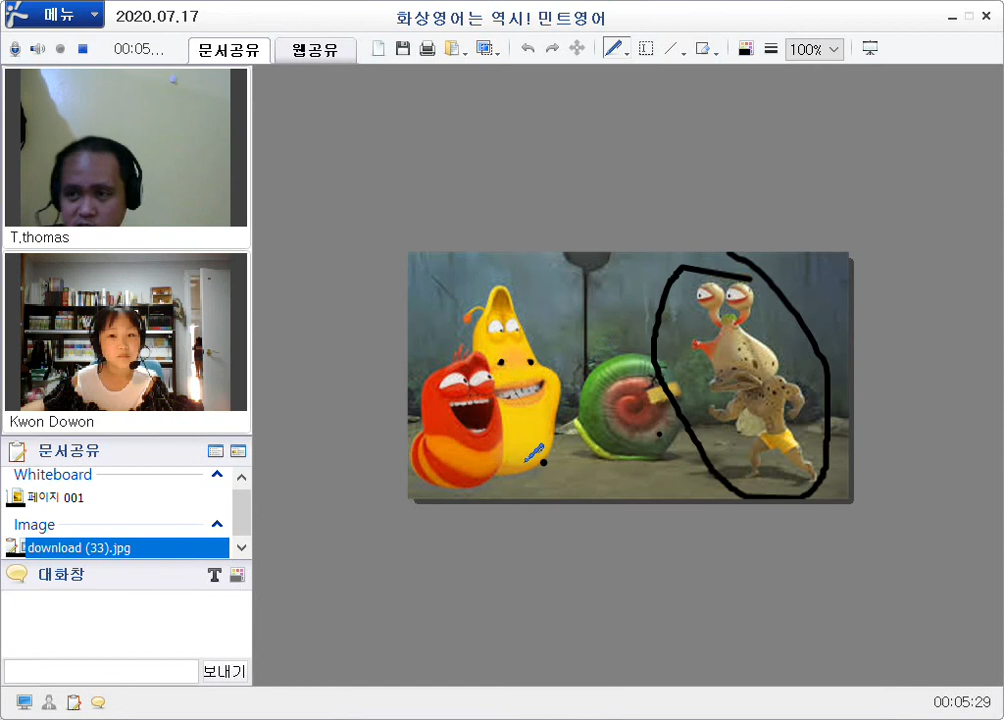 메뉴
2020.07.17
화상영어는 역시! 민트영어
00:05...
문서공유
웹공유
100%
T.thomas
Kwon Dowon
문서공유
Whiteboard
페이지 001
Image
download (33).jpg
대화창
T
보내기
00:05:29